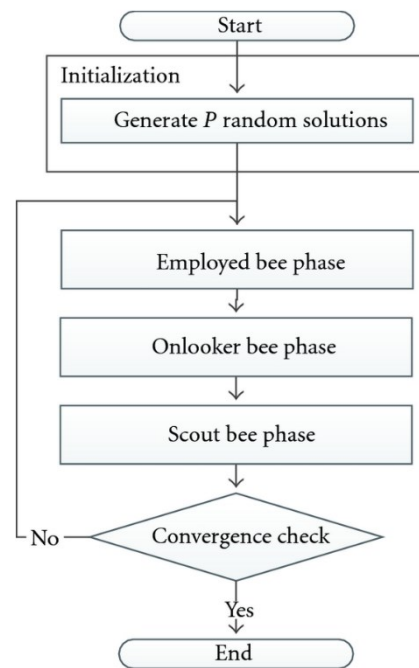 Start
Initialization
Generate P random solutions
Employed bee phase
Onlooker bee phase
Scout bee phase
Convergence check
No
Yes
End